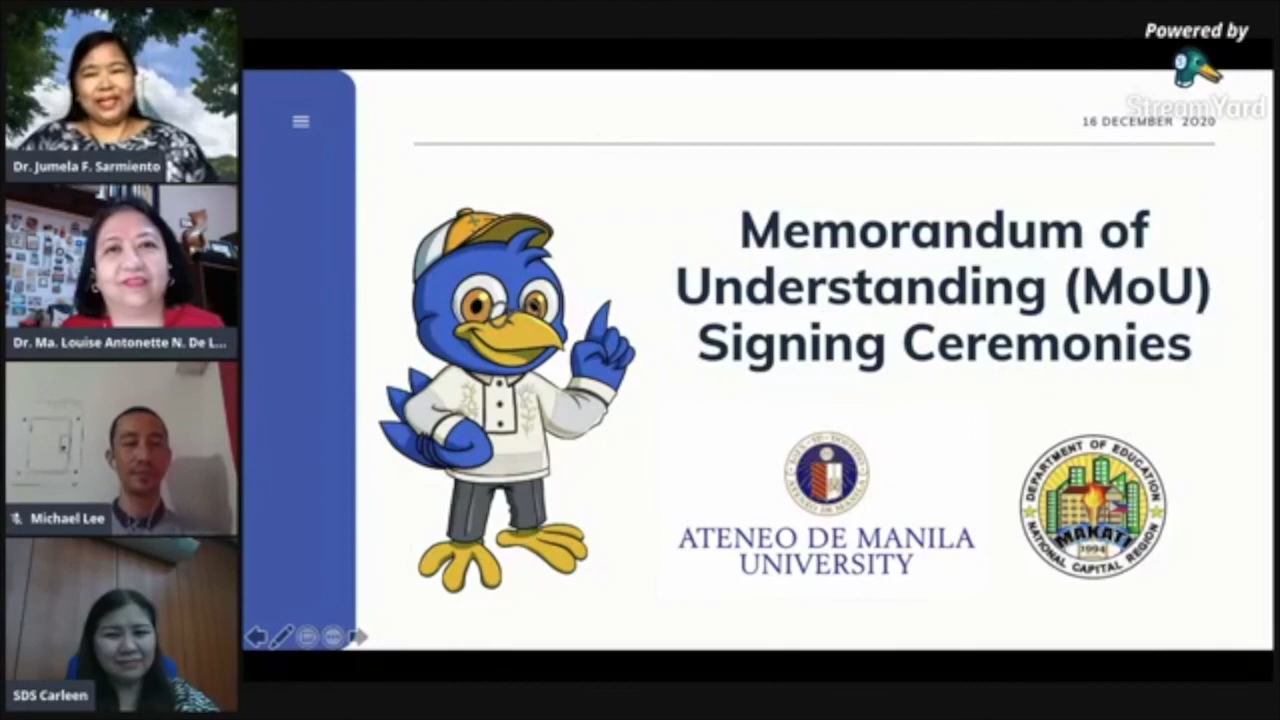 Powered by
StreamYard
16 DECEMBER 2020
Memorandum of
Understanding (MoU)
Signing Ceremonies
ATENEO DE MANILA
UNIVERSITY
DEPARTMENT OF EDUCATION
MAKATI
1994
NATIONAL CAPITAL REGION
Dr. Jumela F. Sarmiento
Dr. Ma. Louise Antonette N. De L...
Michael Lee
SDS Carleen